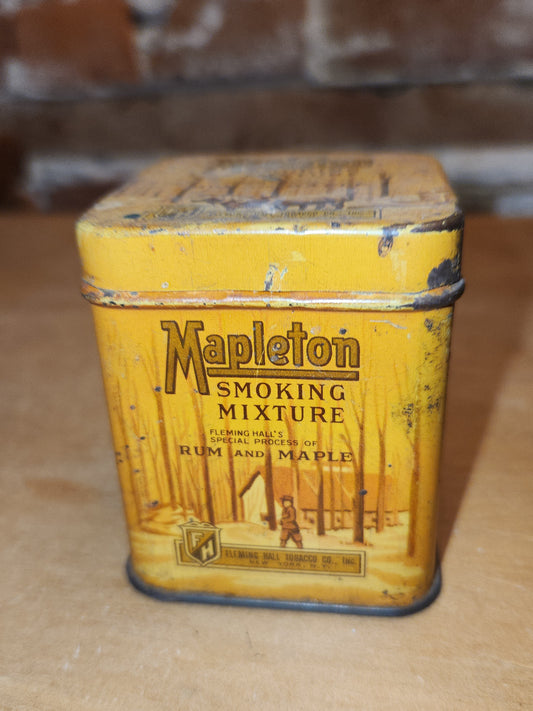 Mapleton
SMOKING
MIXTURE
FLEMING HALL'S
SPECIAL PROCESS OF
RUM AND MAPLE
FH
FLEMING HALL TOBACCO CO., INC.
NEW YORK, N.Y.